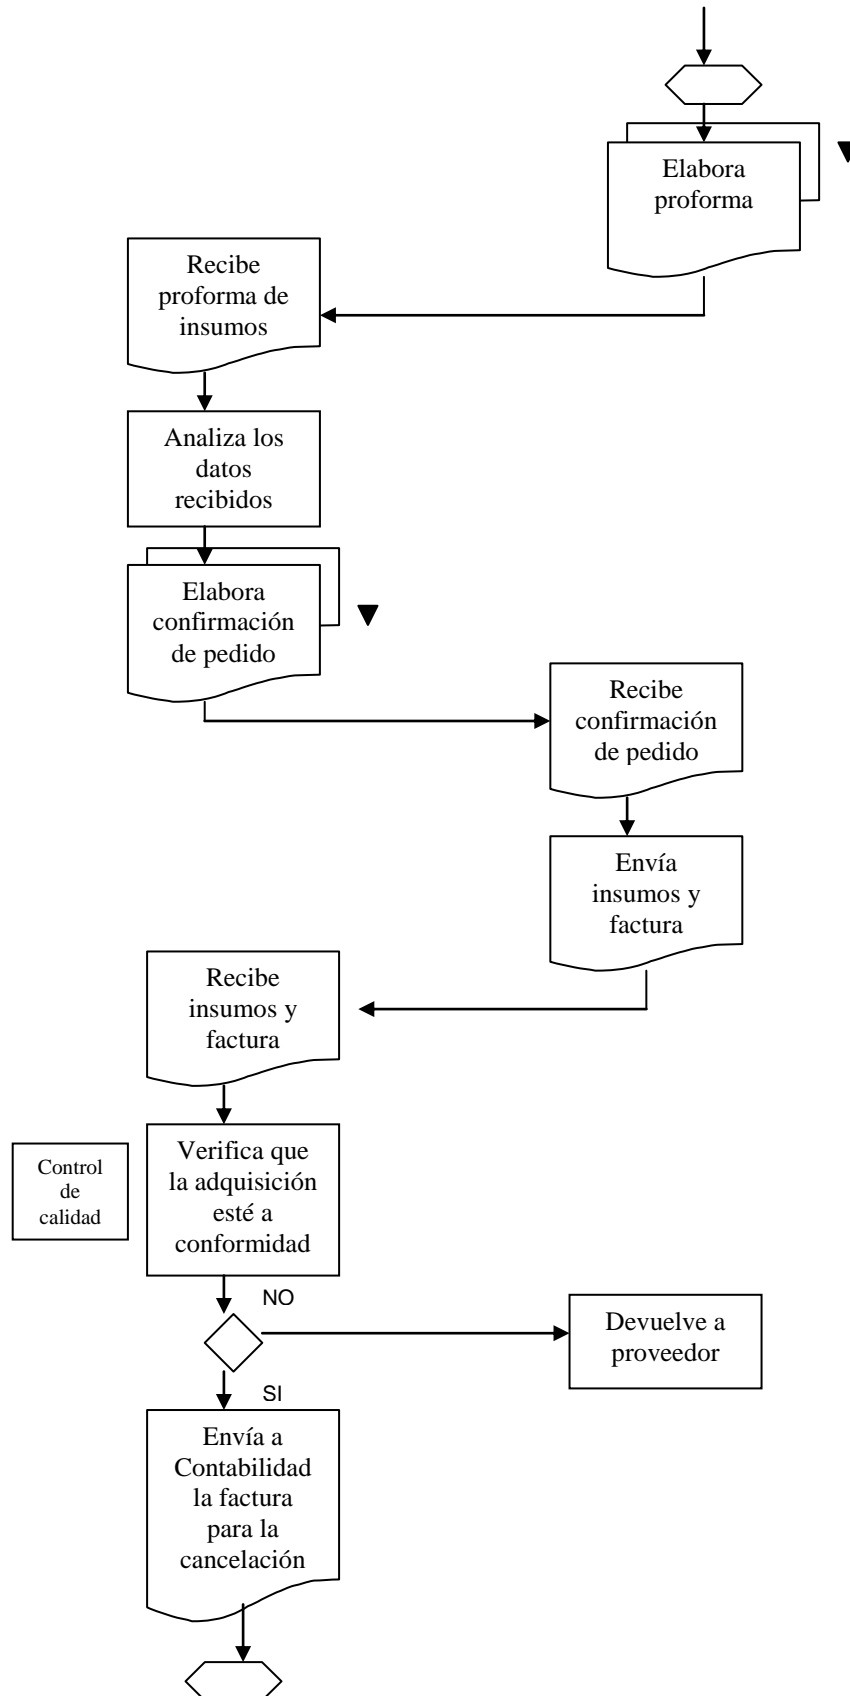 Elabora
proforma
Recibe
proforma de
insumos
Analiza los
datos
recibidos
Elabora
confirmación
de pedido
Recibe
confirmación
de pedido
Envía
insumos y
factura
Recibe
insumos y
factura
Control
de
calidad
Verifica que
la adquisición
esté a
conformidad
NO
Devuelve a
proveedor
SI
Envía a
Contabilidad
la factura
para la
cancelación